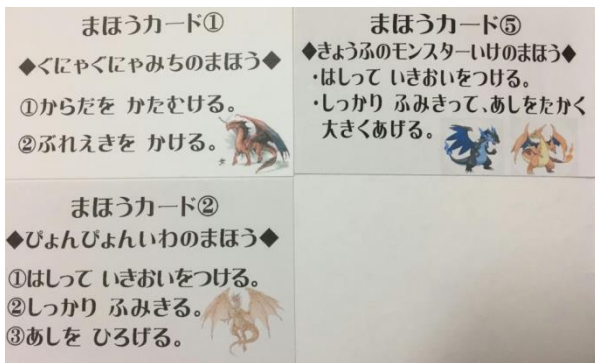 まほうカード①
◆ぐにゃぐにゃみちのまほう◆
①からだを かたむける。
②ぶれえきを かける。
まほうカード②
◆ぴょんぴょんいわのまほう◆
①はしって いきおいをつける。
②しっかり ふみきる。
③あしを ひろげる。
まほうカード⑤
◆きょうふのモンスターいけのまほう◆
・はしって いきおいをつける。
・しっかり ふみきって、あしをたかく
大きくあげる。